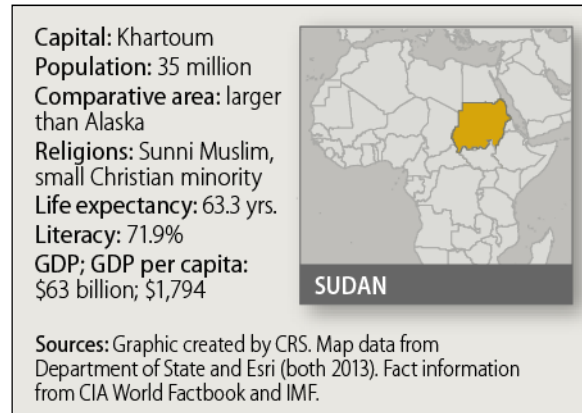 Capital: Khartoum
Population: 35 million
Comparative area: larger
than Alaska
Religions: Sunni Muslim,
small Christian minority
Life expectancy: 63.3 yrs.
Literacy: 71.9%
GDP; GDP per capita:
$63 billion; $1,794
SUDAN
Sources: Graphic created by CRS. Map data from
Department of State and Esri (both 2013). Fact information
from CIA World Factbook and IMF.